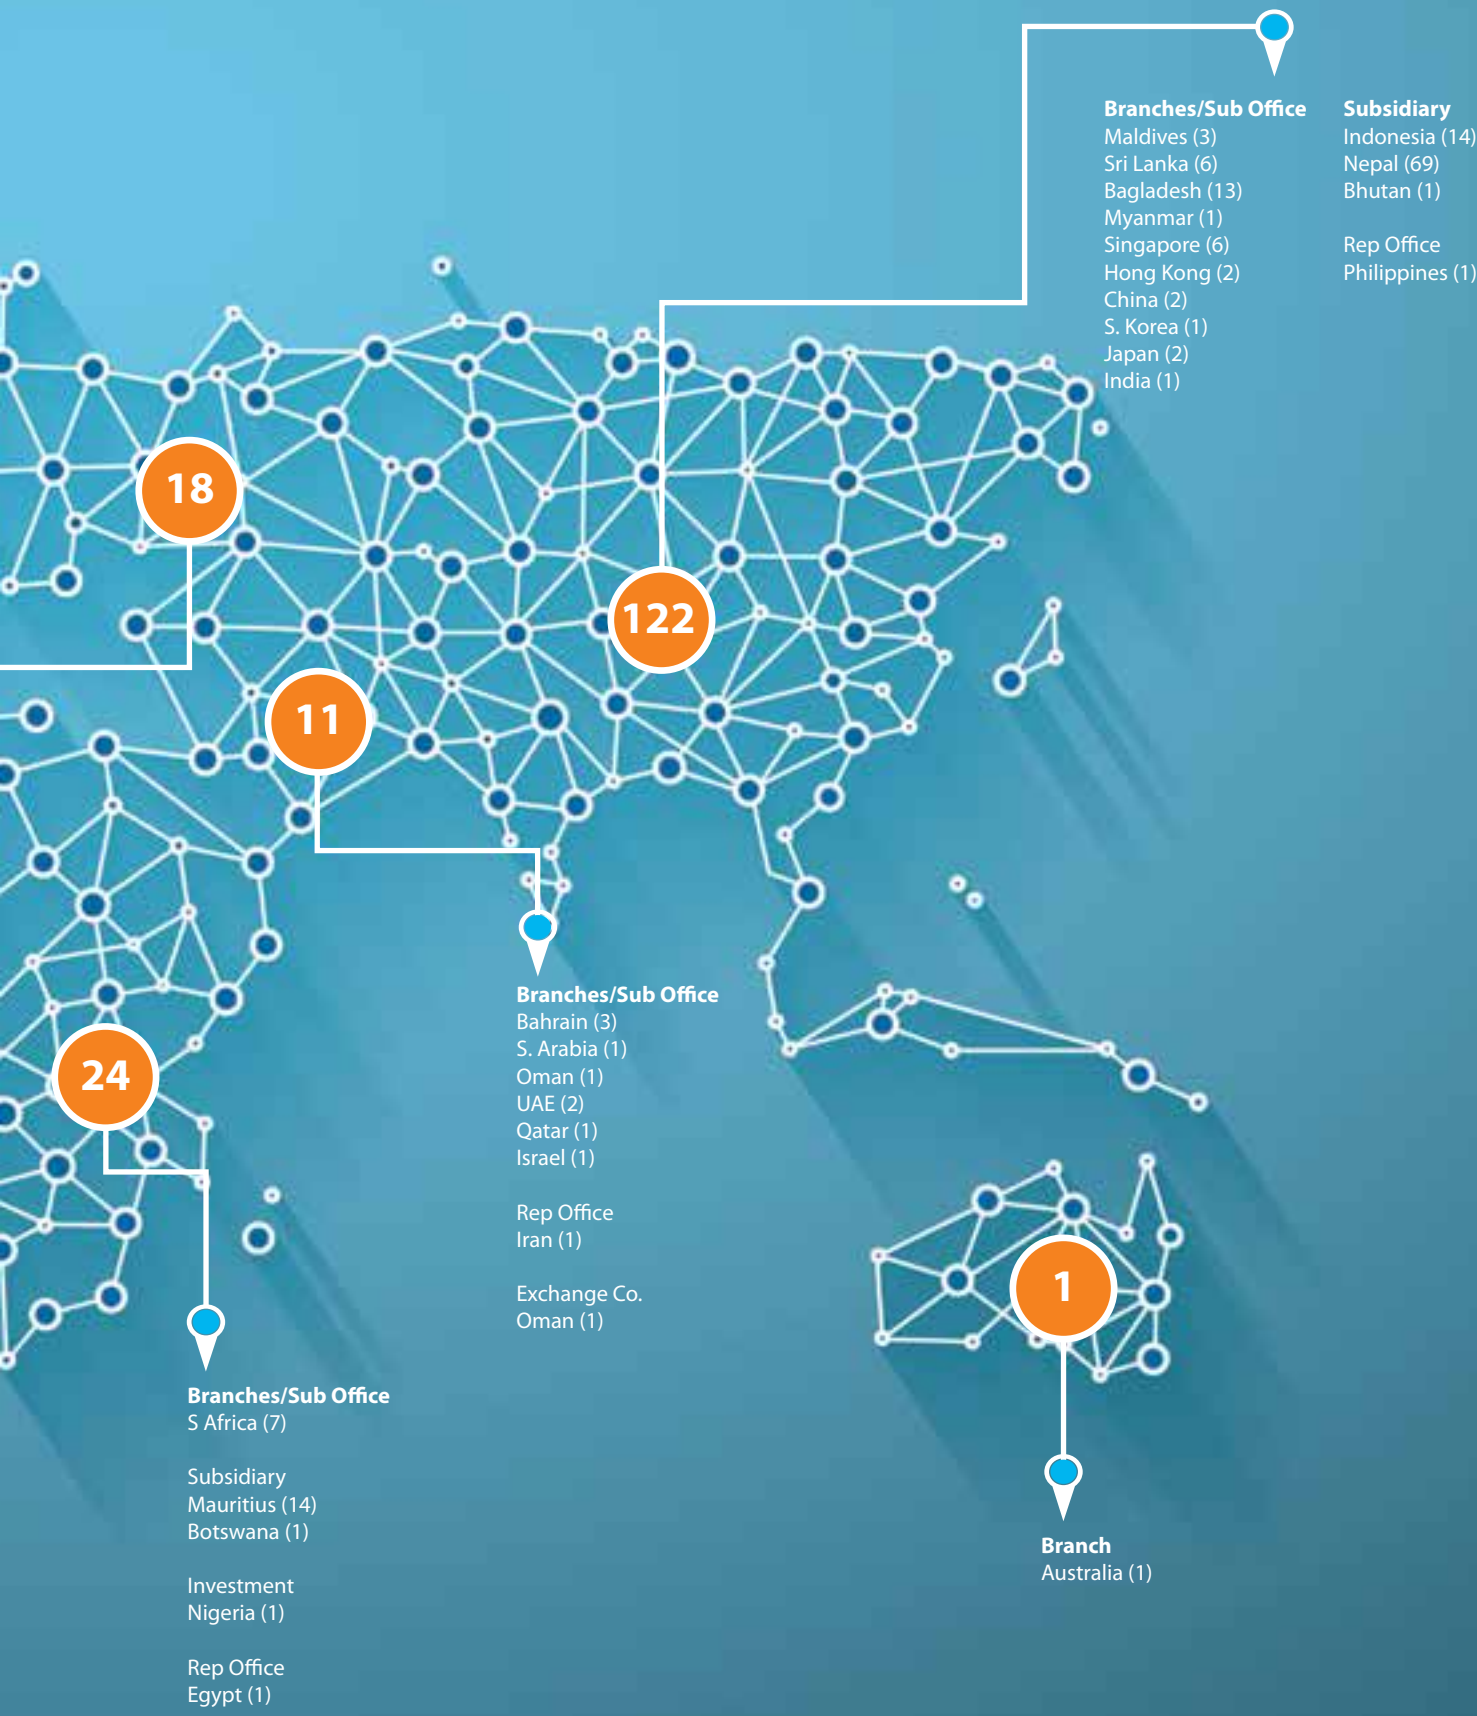 Branches/Sub Office
Maldives (3)
Sri Lanka (6)
Bagladesh (13)
Myanmar (1)
Singapore (6)
Hong Kong (2)
China (2)
S. Korea (1)
Japan (2)
India (1)
Subsidiary
Indonesia (14)
Nepal (69)
Bhutan (1)
Rep Office
Philippines (1)
18
122
11
Branches/Sub Office
Bahrain (3)
S. Arabia (1)
Oman (1)
UAE (2)
Qatar (1)
Israel (1)
Rep Office
Iran (1)
Exchange Co.
Oman (1)
24
Branches/Sub Office
S Africa (7)
Subsidiary
Mauritius (14)
Botswana (1)
Investment
Nigeria (1)
Rep Office
Egypt (1)
1
Branch
Australia (1)